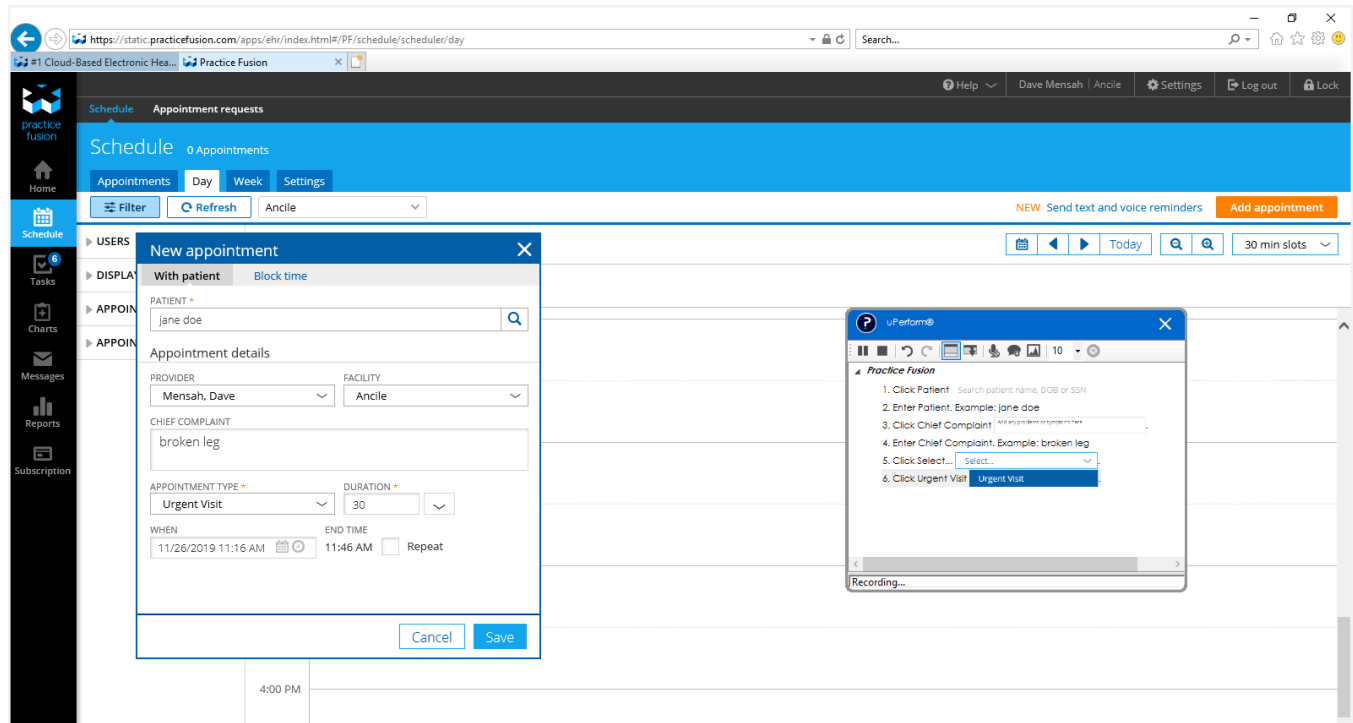 https://static.practicefusion.com/apps/ehr/index.html#/PF/schedule/scheduler/day
Search...
#1 Cloud-Based Electronic Hea...
Practice Fusion
practice fusion
Help
Dave Mensah | Ancile
Settings
Log out
Lock
Schedule
Appointment requests
Home
Schedule
6
Tasks
Charts
Messages
Reports
Subscription
Schedule 0 Appointments
Appointments Day Week Settings
Filter Refresh Ancile
NEW Send text and voice reminders Add appointment
USERS
DISPLA
APPOIN
APPOIN
Today 30 min slots
New appointment
With patient Block time
PATIENT *
jane doe
Appointment details
PROVIDER FACILITY
Mensah, Dave Ancile
CHIEF COMPLAINT
broken leg
APPOINTMENT TYPE * DURATION *
Urgent Visit 30
WHEN END TIME
11/26/2019 11:16 AM 11:46 AM Repeat
Cancel Save
4:00 PM
uPerform®
10
Practice Fusion
1. Click Patient Search patient name, DOB or SSN
2. Enter Patient. Example: jane doe
3. Click Chief Complaint Add any problems or symptoms here .
4. Enter Chief Complaint. Example: broken leg
5. Click Select... Select... .
6. Click Urgent Visit Urgent Visit .
Recording...